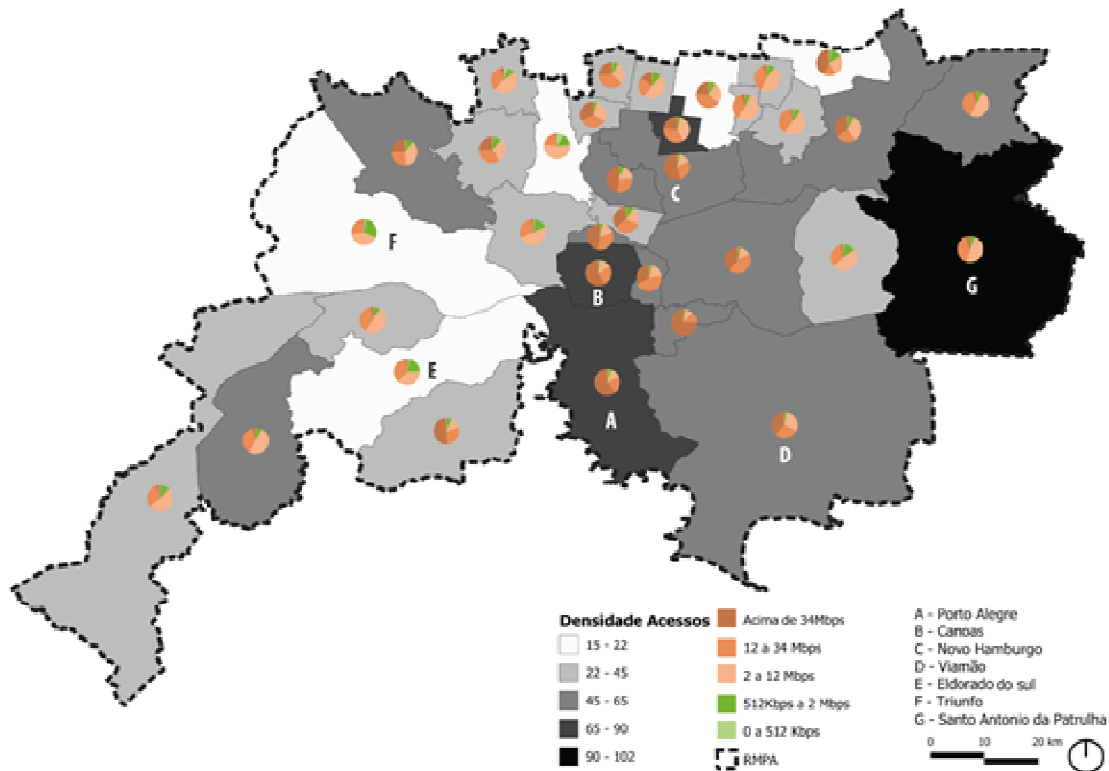 F
C
B
G
E
A
D
Densidade Acessos
15 - 22
22 - 45
45 - 65
65 - 90
90 - 102
Acima de 34Mbps
12 a 34 Mbps
2 a 12 Mbps
512Kbps a 2 Mbps
0 a 512 Kbps
RMPA
A - Porto Alegre
B - Canoas
C - Novo Hamburgo
D - Viamão
E - Eldorado do sul
F - Triunfo
G - Santo Antonio da Patrulha
0 10 20 km